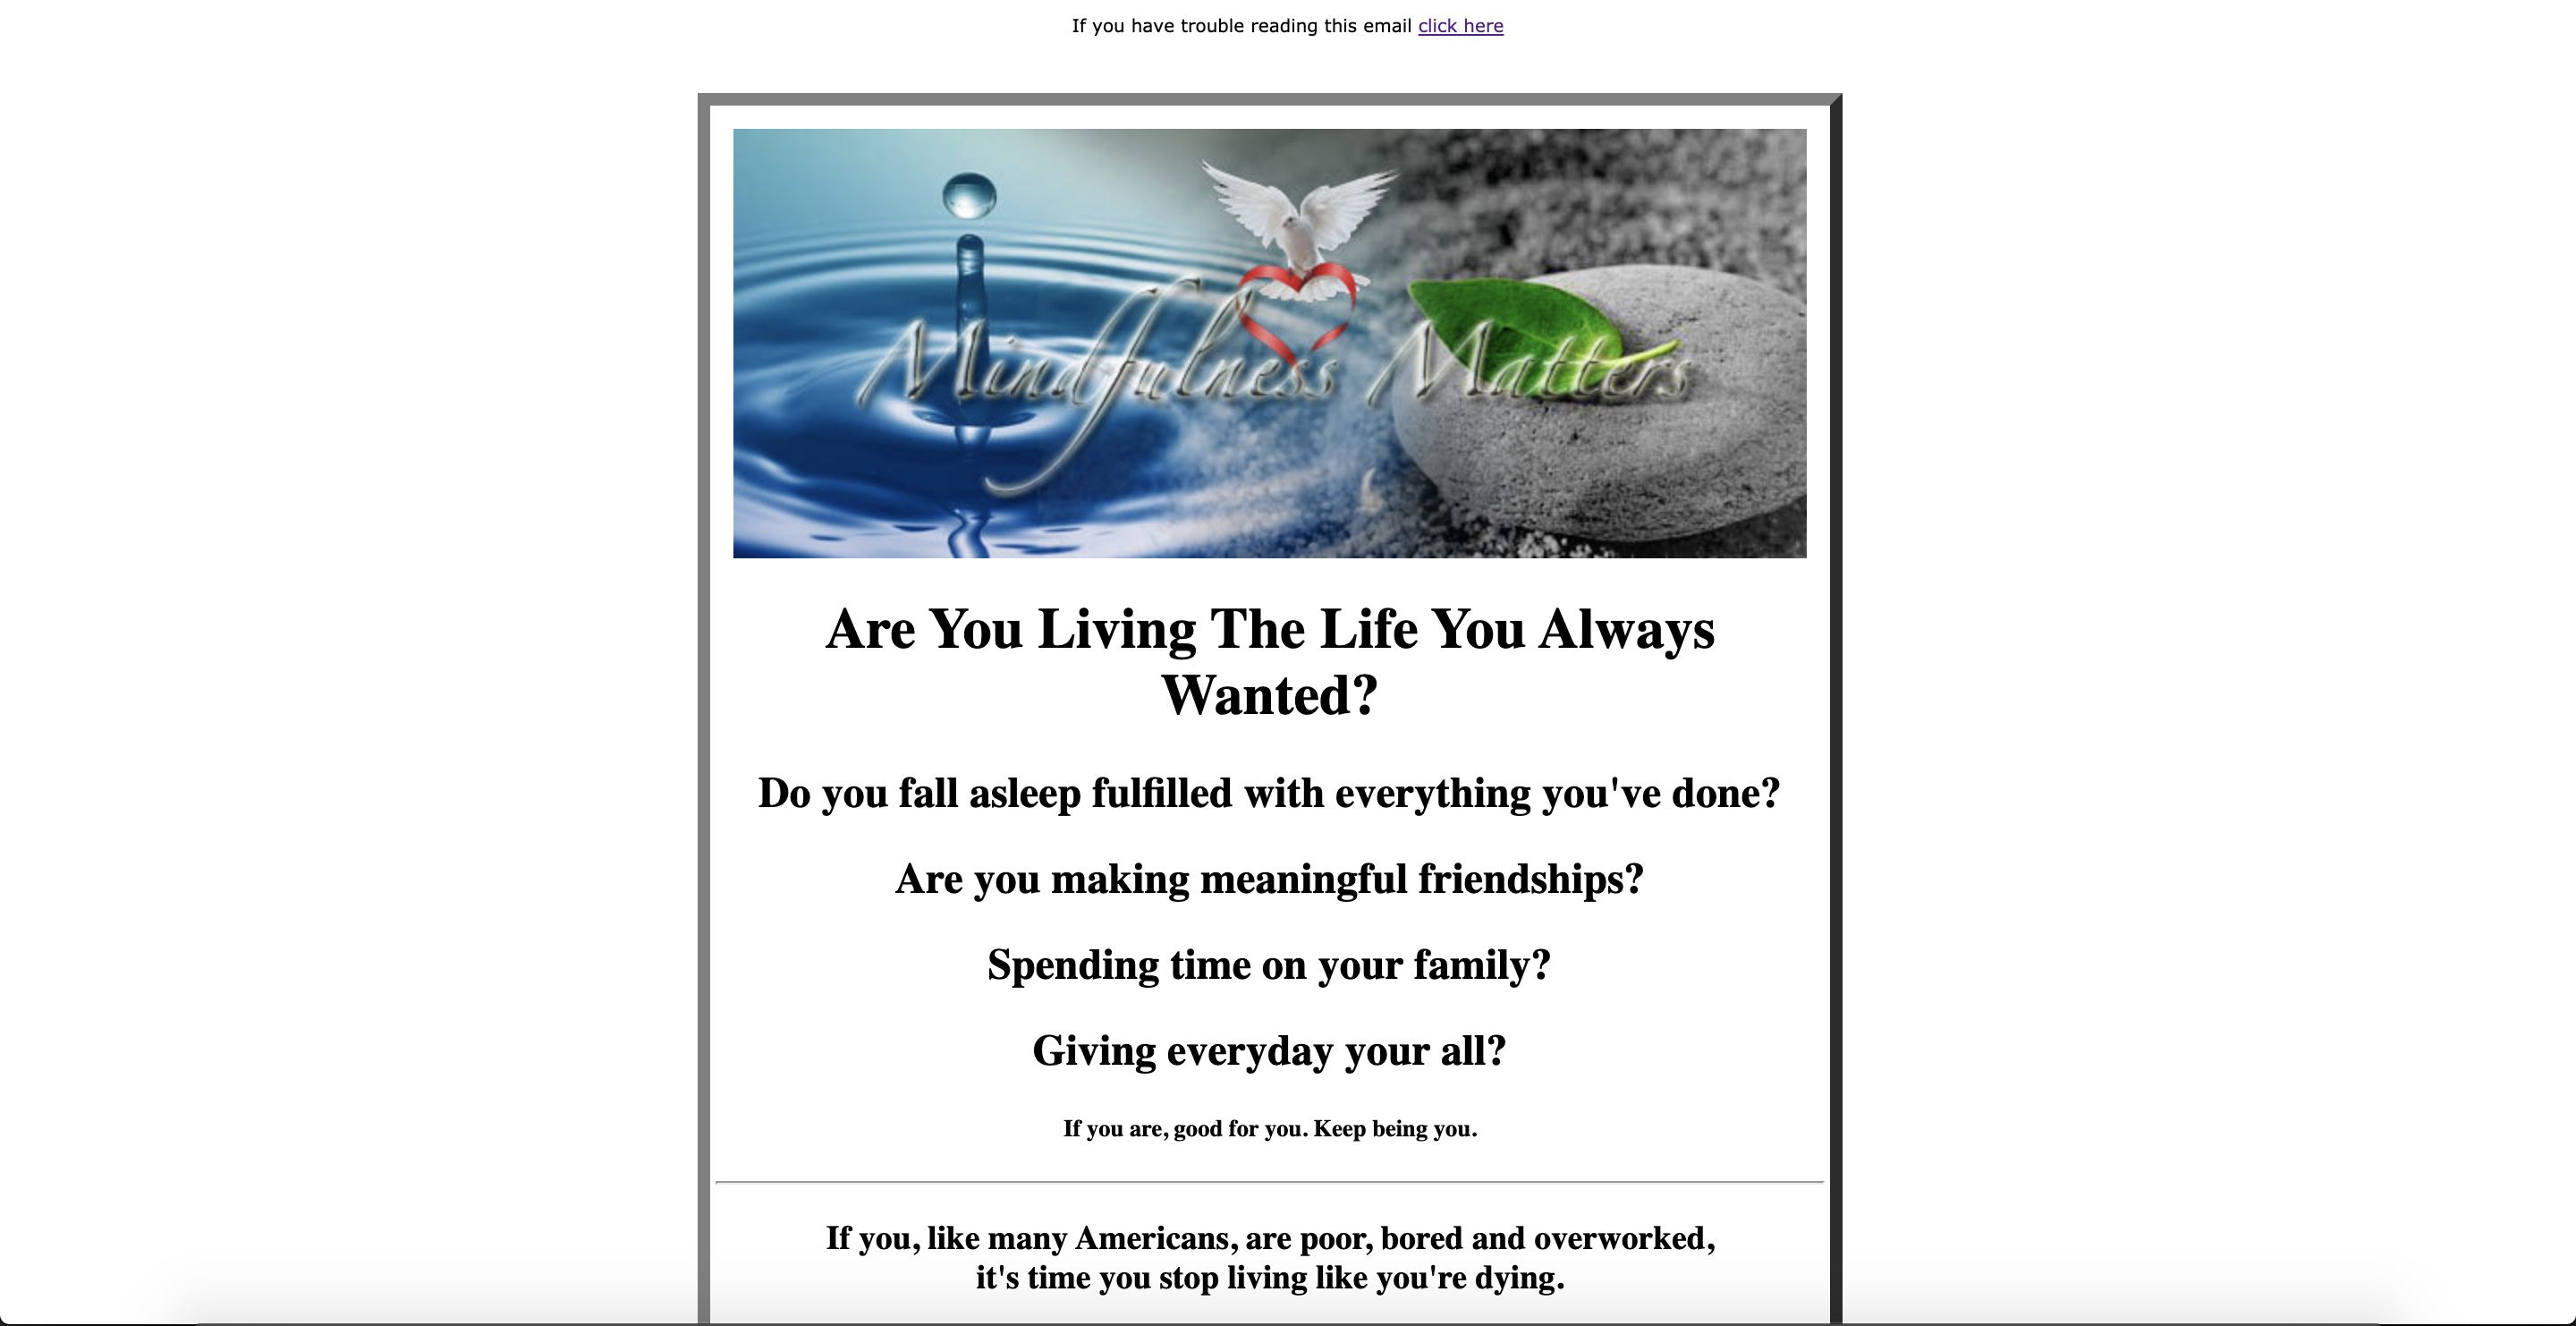 If you have trouble reading this email click here
Mindfulness Matters
Are You Living The Life You Always
Wanted?
Do you fall asleep fulfilled with everything you've done?
Are you making meaningful friendships?
Spending time on your family?
Giving everyday your all?
If you are, good for you. Keep being you.
If you, like many Americans, are poor, bored and overworked,
it's time you stop living like you're dying.